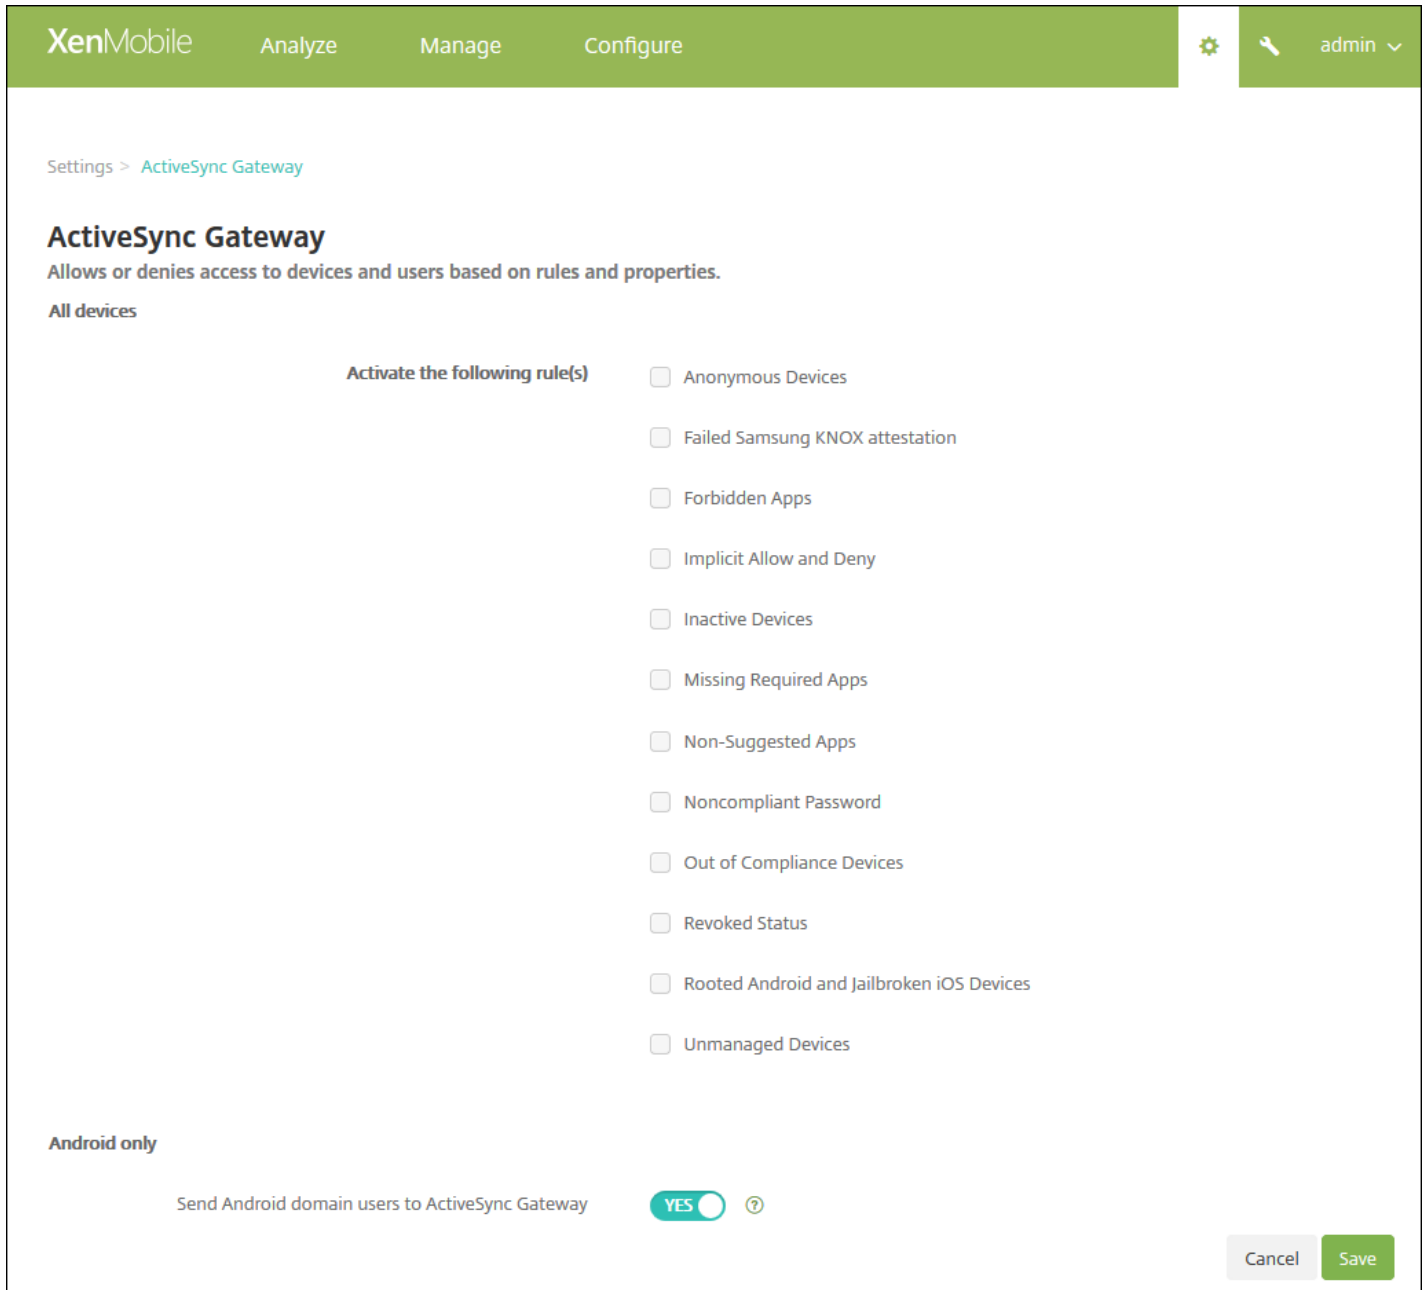 XenMobile Analyze Manage Configure admin
Settings > ActiveSync Gateway
ActiveSync Gateway
Allows or denies access to devices and users based on rules and properties.
All devices
Activate the following rule(s)
Anonymous Devices
Failed Samsung KNOX attestation
Forbidden Apps
Implicit Allow and Deny
Inactive Devices
Missing Required Apps
Non-Suggested Apps
Noncompliant Password
Out of Compliance Devices
Revoked Status
Rooted Android and Jailbroken iOS Devices
Unmanaged Devices
Android only
Send Android domain users to ActiveSync Gateway YES ?
Cancel Save